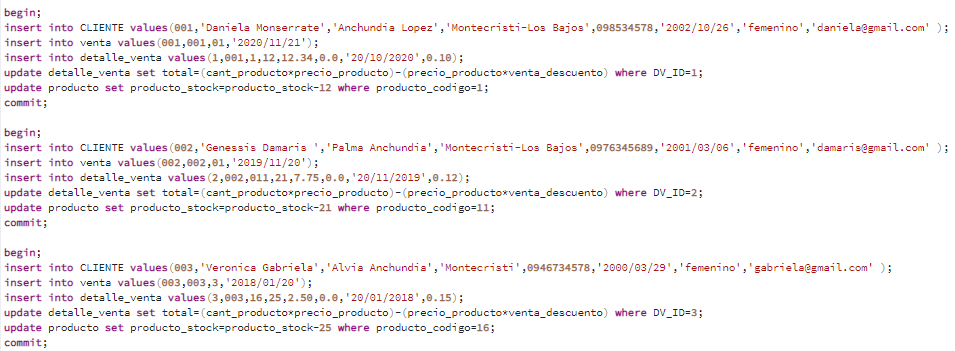 begin;
insert into CLIENTE values(001,'Daniela Monserrate','Anchundia Lopez','Montecristi-Los Bajos',098534578,'2002/10/26','femenino','daniela@gmail.com' );
insert into venta values(001,001,01,'2020/11/21');
insert into detalle_venta values(1,001,1,12,12.34,0.0,'20/10/2020',0.10);
update detalle_venta set total=(cant_producto*precio_producto)-(precio_producto*venta_descuento) where DV_ID=1;
update producto set producto_stock=producto_stock-12 where producto_codigo=1;
commit;
begin;
insert into CLIENTE values(002,'Genessis Damaris ','Palma Anchundia','Montecristi-Los Bajos',0976345689,'2001/03/06','femenino','damaris@gmail.com' );
insert into venta values(002,002,01,'2019/11/20');
insert into detalle_venta values(2,002,011,21,7.75,0.0,'20/11/2019',0.12);
update detalle_venta set total=(cant_producto*precio_producto)-(precio_producto*venta_descuento) where DV_ID=2;
update producto set producto_stock=producto_stock-21 where producto_codigo=11;
commit;
begin;
insert into CLIENTE values(003,'Veronica Gabriela','Alvia Anchundia','Montecristi',0946734578,'2000/03/29','femenino','gabriela@gmail.com' );
insert into venta values(003,003,3,'2018/01/20');
insert into detalle_venta values(3,003,16,25,2.50,0.0,'20/01/2018',0.15);
update detalle_venta set total=(cant_producto*precio_producto)-(precio_producto*venta_descuento) where DV_ID=3;
update producto set producto_stock=producto_stock-25 where producto_codigo=16;
commit;